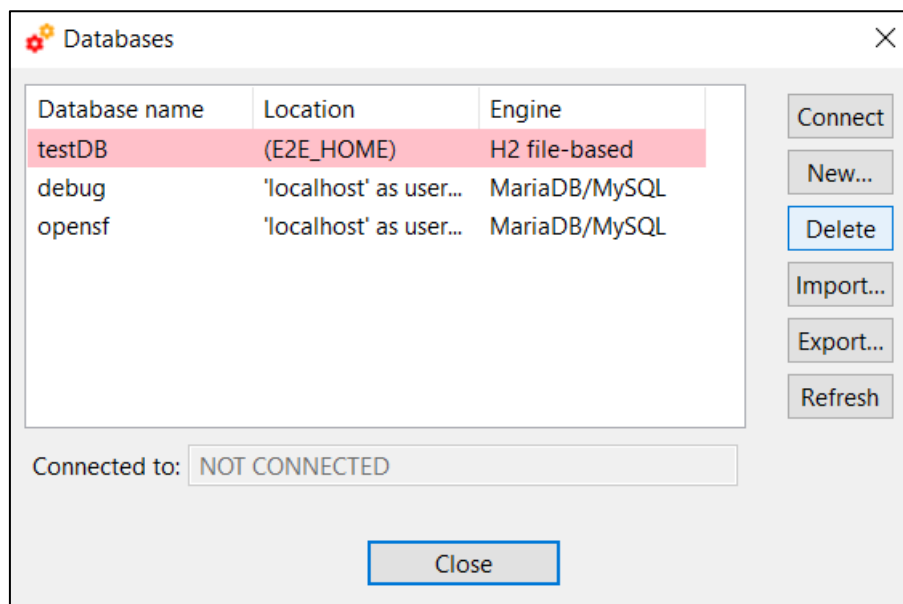 Databases
Database name Location Engine
testDB (E2E_HOME) H2 file-based
debug 'localhost' as user... MariaDB/MySQL
opensf 'localhost' as user... MariaDB/MySQL
Connect
New...
Delete
Import...
Export...
Refresh
Connected to: NOT CONNECTED
Close